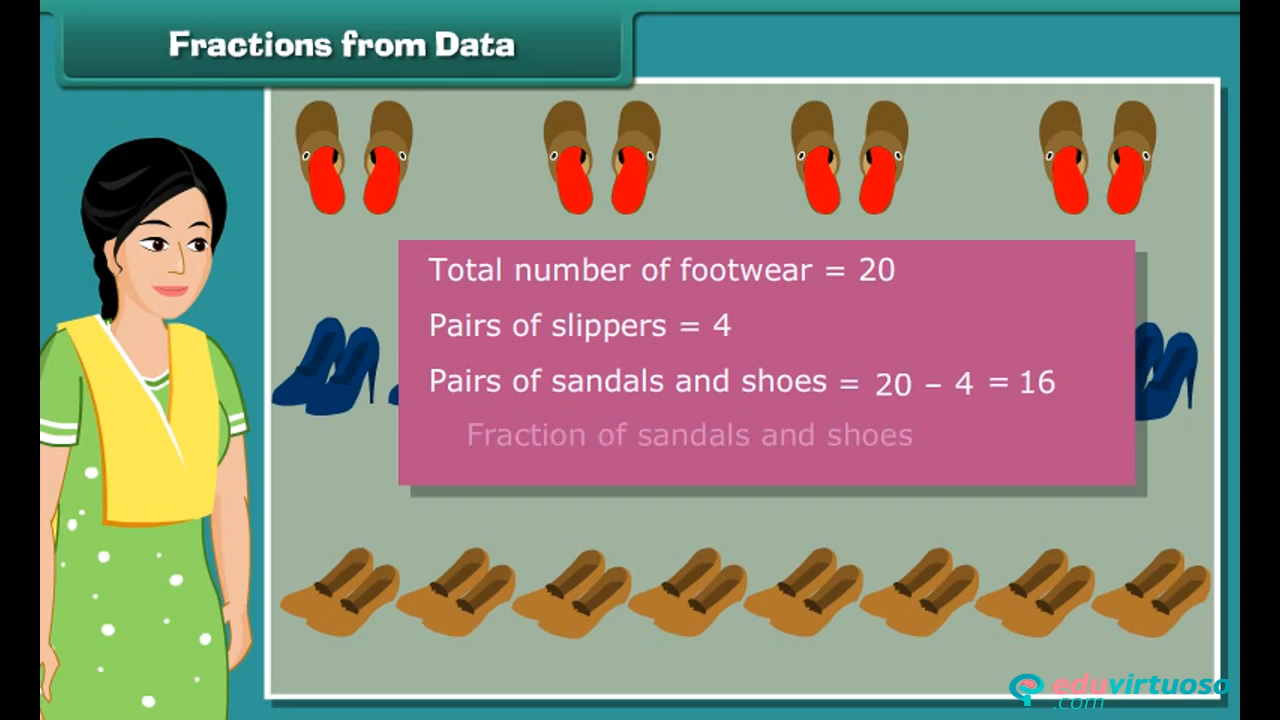 Fractions from Data
Total number of footwear = 20
Pairs of slippers = 4
Pairs of sandals and shoes = 20 – 4 = 16
Fraction of sandals and shoes
eduvirtuoso
.com